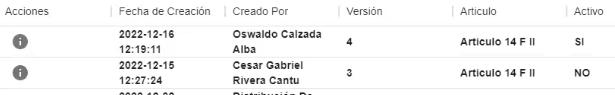 Acciones Fecha de Creación Creado Por Versión Articulo Activo
2022-12-16 Oswaldo Calzada
12:19:11 Alba 4 Articulo 14 F II SI
2022-12-15 Cesar Gabriel
12:27:24 Rivera Cantu 3 Articulo 14 F II NO